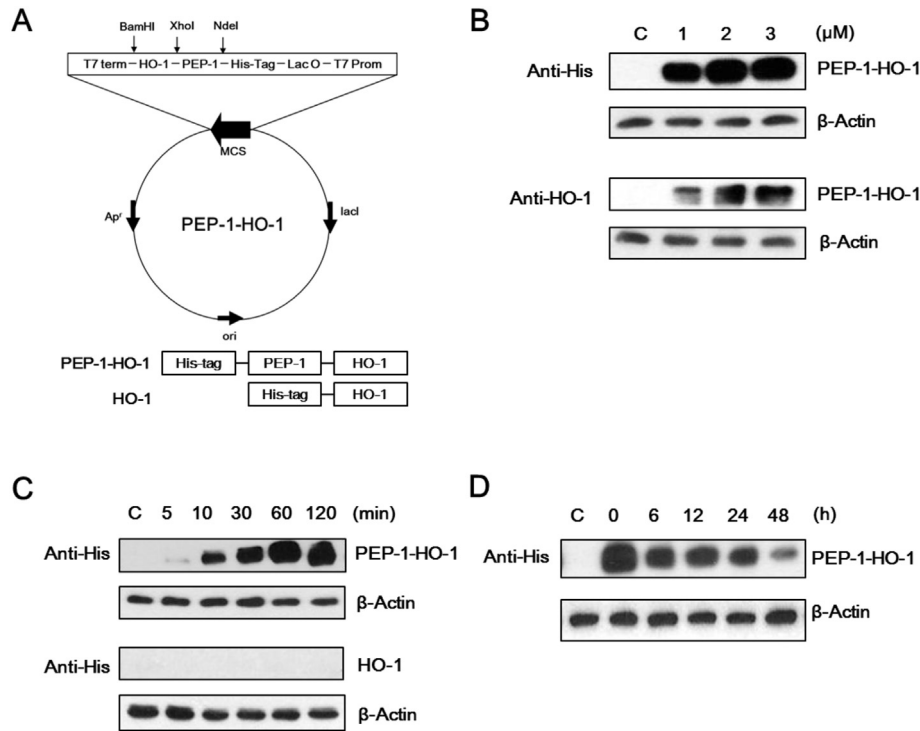 A
BamHI XhoI NdeI
T7 term–HO-1–PEP-1–His-Tag–Lac O–T7 Prom
MCS
Apʳ
PEP-1-HO-1
lacI
ori
PEP-1-HO-1 His-tag PEP-1 HO-1
HO-1 His-tag HO-1
B
C 1 2 3 (μM)
Anti-His PEP-1-HO-1
β-Actin
Anti-HO-1 PEP-1-HO-1
β-Actin
C
C 5 10 30 60 120 (min)
Anti-His PEP-1-HO-1
β-Actin
Anti-His HO-1
β-Actin
D
C 0 6 12 24 48 (h)
Anti-His PEP-1-HO-1
β-Actin